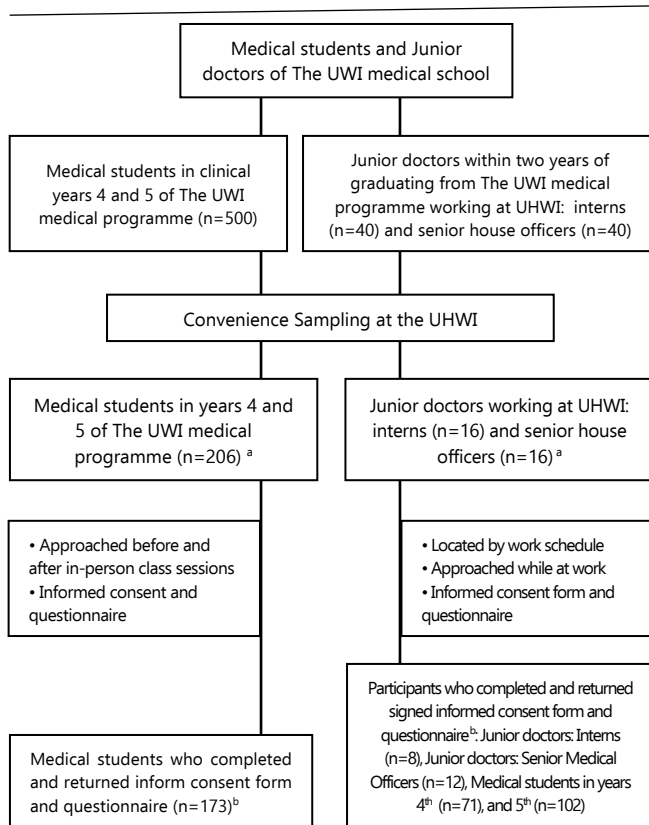 Medical students and Junior
doctors of The UWI medical school
Medical students in clinical
years 4 and 5 of The UWI
medical programme (n=500)
Junior doctors within two years of
graduating from The UWI medical
programme working at UHWI: interns
(n=40) and senior house officers (n=40)
Convenience Sampling at the UHWI
Medical students in years 4 and
5 of The UWI medical
programme (n=206) ᵃ
Junior doctors working at UHWI:
interns (n=16) and senior house
officers (n=16) ᵃ
• Approached before and
after in-person class sessions
• Informed consent and
questionnaire
• Located by work schedule
• Approached while at work
• Informed consent form and
questionnaire
Medical students who completed
and returned inform consent form
and questionnaire (n=173)ᵇ
Participants who completed and returned
signed informed consent form and
questionnaireᵇ: Junior doctors: Interns
(n=8), Junior doctors: Senior Medical
Officers (n=12), Medical students in years
4ᵗʰ (n=71), and 5ᵗʰ (n=102)